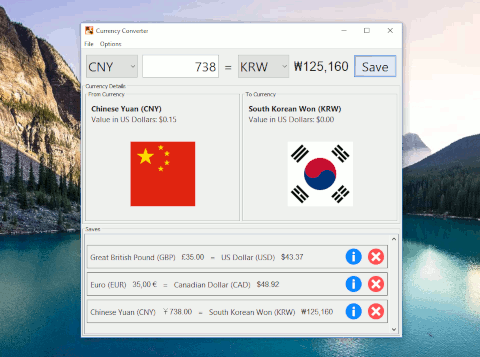 Currency Converter
File Options
CNY 738 = KRW ₩125,160 Save
Currency Details
From Currency To Currency
Chinese Yuan (CNY) South Korean Won (KRW)
Value in US Dollars: $0.15 Value in US Dollars: $0.00
Saves
Great British Pound (GBP) £35.00 = US Dollar (USD) $43.37
Euro (EUR) 35,00 € = Canadian Dollar (CAD) $48.92
Chinese Yuan (CNY) ¥ 738.00 = South Korean Won (KRW) ₩125,160